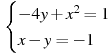 −4y + x² = 1
x − y = −1